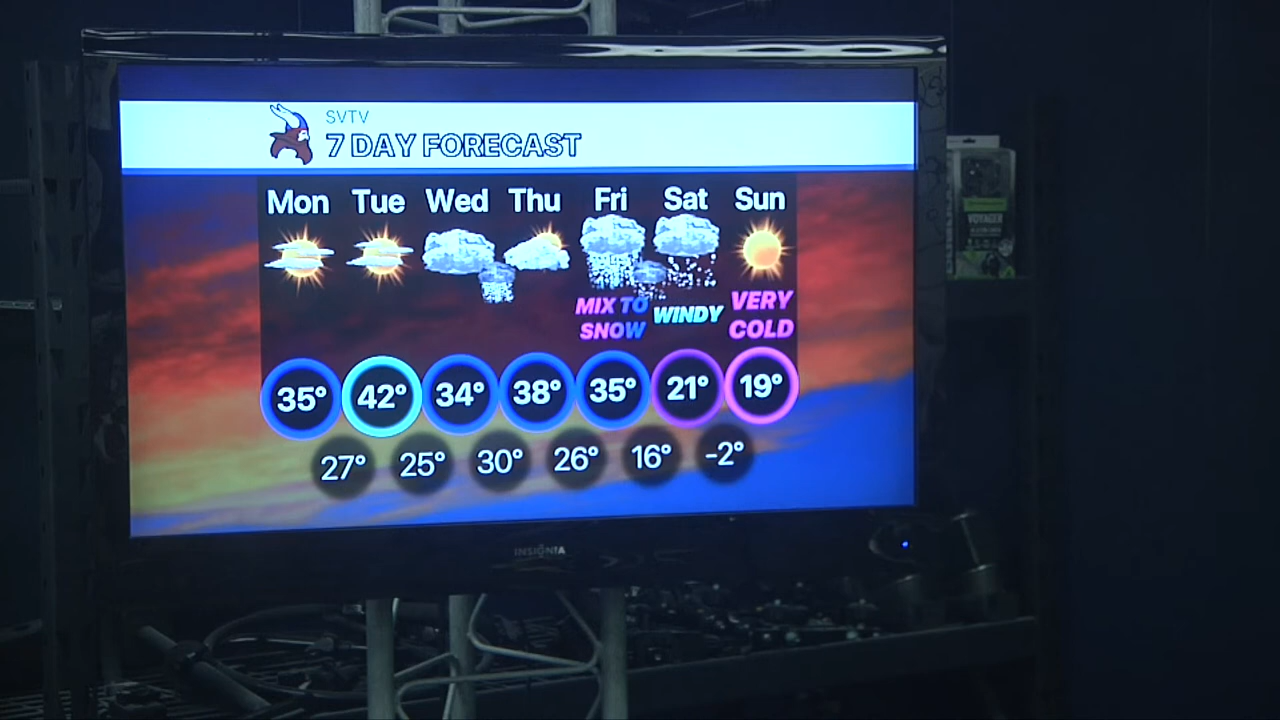 SVTV
7 DAY FORECAST
Mon Tue Wed Thu Fri Sat Sun
MIX TO SNOW
WINDY
VERY COLD
35° 42° 34° 38° 35° 21° 19°
27° 25° 30° 26° 16° -2°
INSIGNIA
VOYAGER